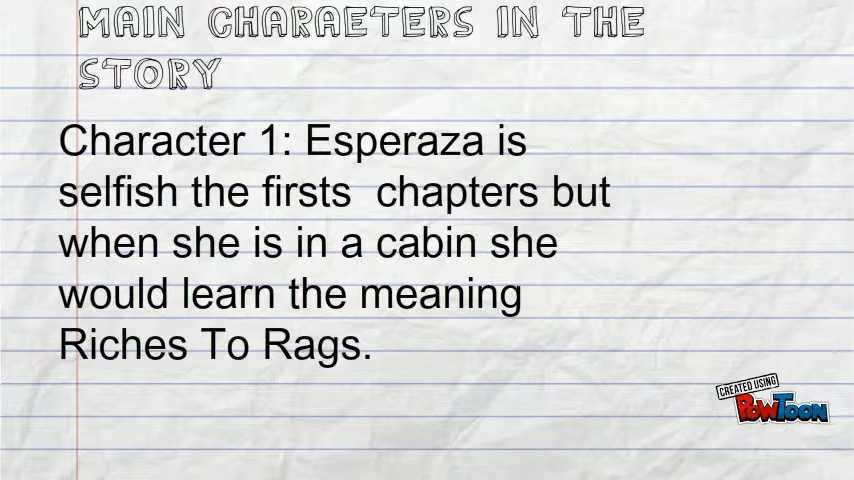 MAIN CHARAETERS IN THE
STORY
Character 1: Esperaza is
selfish the firsts  chapters but
when she is in a cabin she
would learn the meaning
Riches To Rags.
CREATED USING
POWTOON